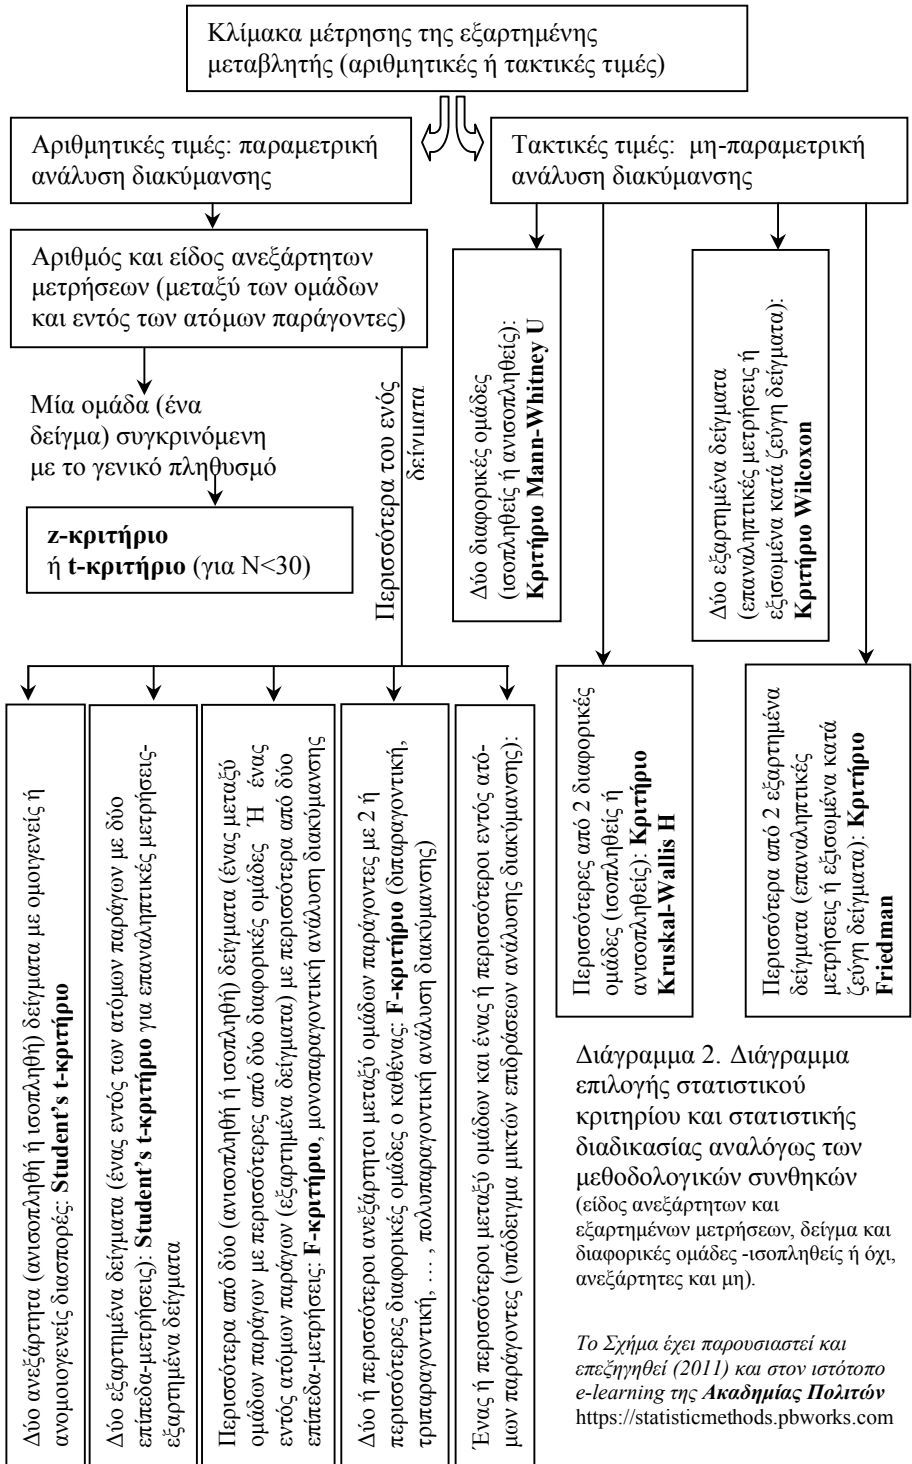 Κλίμακα μέτρησης της εξαρτημένης
μεταβλητής (αριθμητικές ή τακτικές τιμές)
Αριθμητικές τιμές: παραμετρική
ανάλυση διακύμανσης
Τακτικές τιμές:  μη-παραμετρική
ανάλυση διακύμανσης
Αριθμός και είδος ανεξάρτητων
μετρήσεων (μεταξύ των ομάδων
και εντός των ατόμων παράγοντες)
Μία ομάδα (ένα
δείγμα) συγκρινόμενη
με το γενικό πληθυσμό
z-κριτήριο
ή t-κριτήριο (για N<30)
Περισσότερα του ενός
δείγματα
Δύο διαφορικές ομάδες
(ισοπληθείς ή ανισοπληθείς):
Κριτήριο Mann-Whitney U
Δύο εξαρτημένα δείγματα
(επαναληπτικές μετρήσεις ή
εξισωμένα κατά ζεύγη δείγματα):
Κριτήριο Wilcoxon
Δύο ανεξάρτητα (ανισοπληθή ή ισοπληθή) δείγματα με ομοιγενείς ή
ανομοιογενείς διασπορές: Student's t-κριτήριο
Δύο εξαρτημένα δείγματα (ένας εντός των ατόμων παράγων με δύο
επίπεδα-μετρήσεις): Student's t-κριτήριο για επαναληπτικές μετρήσεις-
εξαρτημένα δείγματα
Περισσότερα από δύο (ανισοπληθή ή ισοπληθή) δείγματα (ένας μεταξύ
ομάδων παράγων με περισσότερες από δύο διαφορικές ομάδες Ή ένας
εντός ατόμων παράγων (εξαρτημένα δείγματα) με περισσότερα από δύο
επίπεδα-μετρήσεις: F-κριτήριο, μονοπαραγοντική ανάλυση διακύμανσης
Δύο ή περισσότεροι ανεξάρτητοι μεταξύ ομάδων παράγοντες με 2 ή
περισσότερες διαφορικές ομάδες ο καθένας: F-κριτήριο (διπαραγοντική,
τριπαραγοντική, …, πολυπαραγοντική ανάλυση διακύμανσης)
Ένας ή περισσότεροι μεταξύ ομάδων και ένας ή περισσότεροι εντός ατό-
μων παράγοντες (υπόδειγμα μικτών επιδράσεων ανάλυσης διακύμανσης):
Περισσότερες από 2 διαφορικές
ομάδες (ισοπληθείς ή
ανισοπληθείς): Κριτήριο
Kruskal-Wallis H
Περισσότερα από 2 εξαρτημένα
δείγματα (επαναληπτικές
μετρήσεις ή εξισωμένα κατά
ζεύγη δείγματα): Κριτήριο
Friedman
Διάγραμμα 2. Διάγραμμα
επιλογής στατιστικού
κριτηρίου και στατιστικής
διαδικασίας αναλόγως των
μεθοδολογικών συνθηκών
(είδος ανεξάρτητων και
εξαρτημένων μετρήσεων, δείγμα και
διαφορικές ομάδες -ισοπληθείς ή όχι,
ανεξάρτητες και μη).
Το Σχήμα έχει παρουσιαστεί και
επεξηγηθεί (2011) και στον ιστότοπο
e-learning της Ακαδημίας Πολιτών
https://statisticmethods.pbworks.com